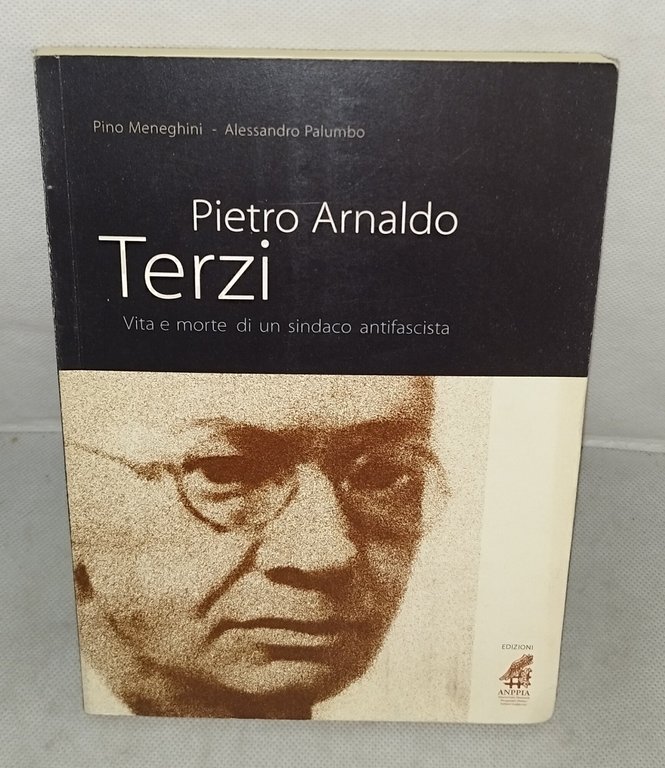 Pino Meneghini - Alessandro Palumbo
Pietro Arnaldo
Terzi
Vita e morte di un sindaco antifascista
EDIZIONI
ANPPIA